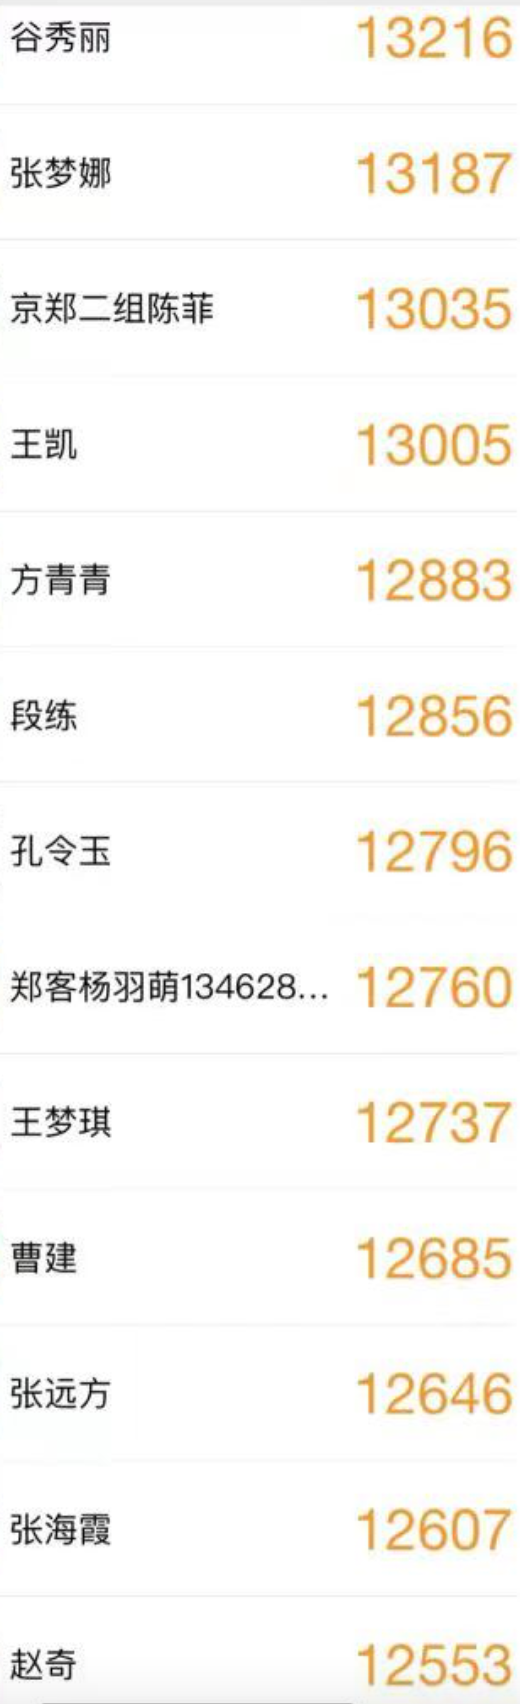 谷秀丽 13216
张梦娜 13187
京郑二组陈菲 13035
王凯 13005
方青青 12883
段练 12856
孔令玉 12796
郑客杨羽萌134628... 12760
王梦琪 12737
曹建 12685
张远方 12646
张海霞 12607
赵奇 12553